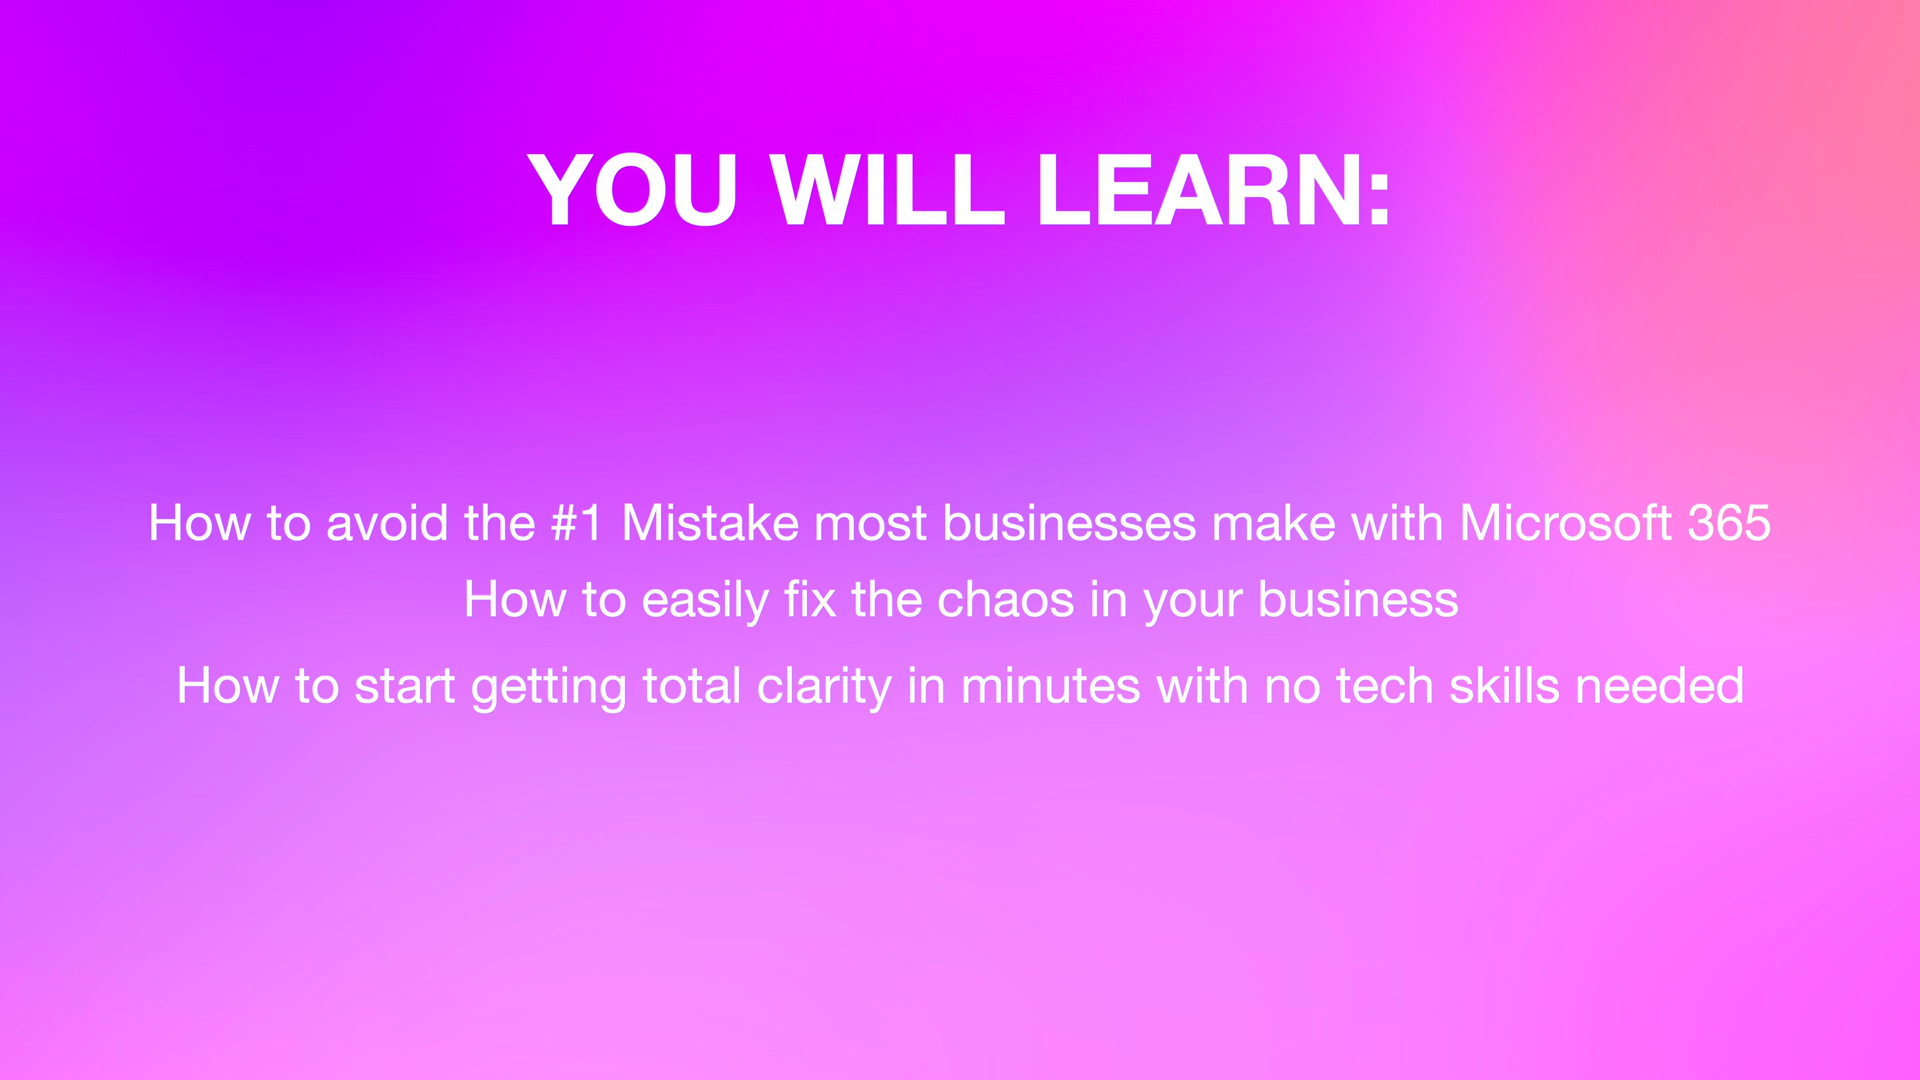 YOU WILL LEARN:
How to avoid the #1 Mistake most businesses make with Microsoft 365
How to easily fix the chaos in your business
How to start getting total clarity in minutes with no tech skills needed